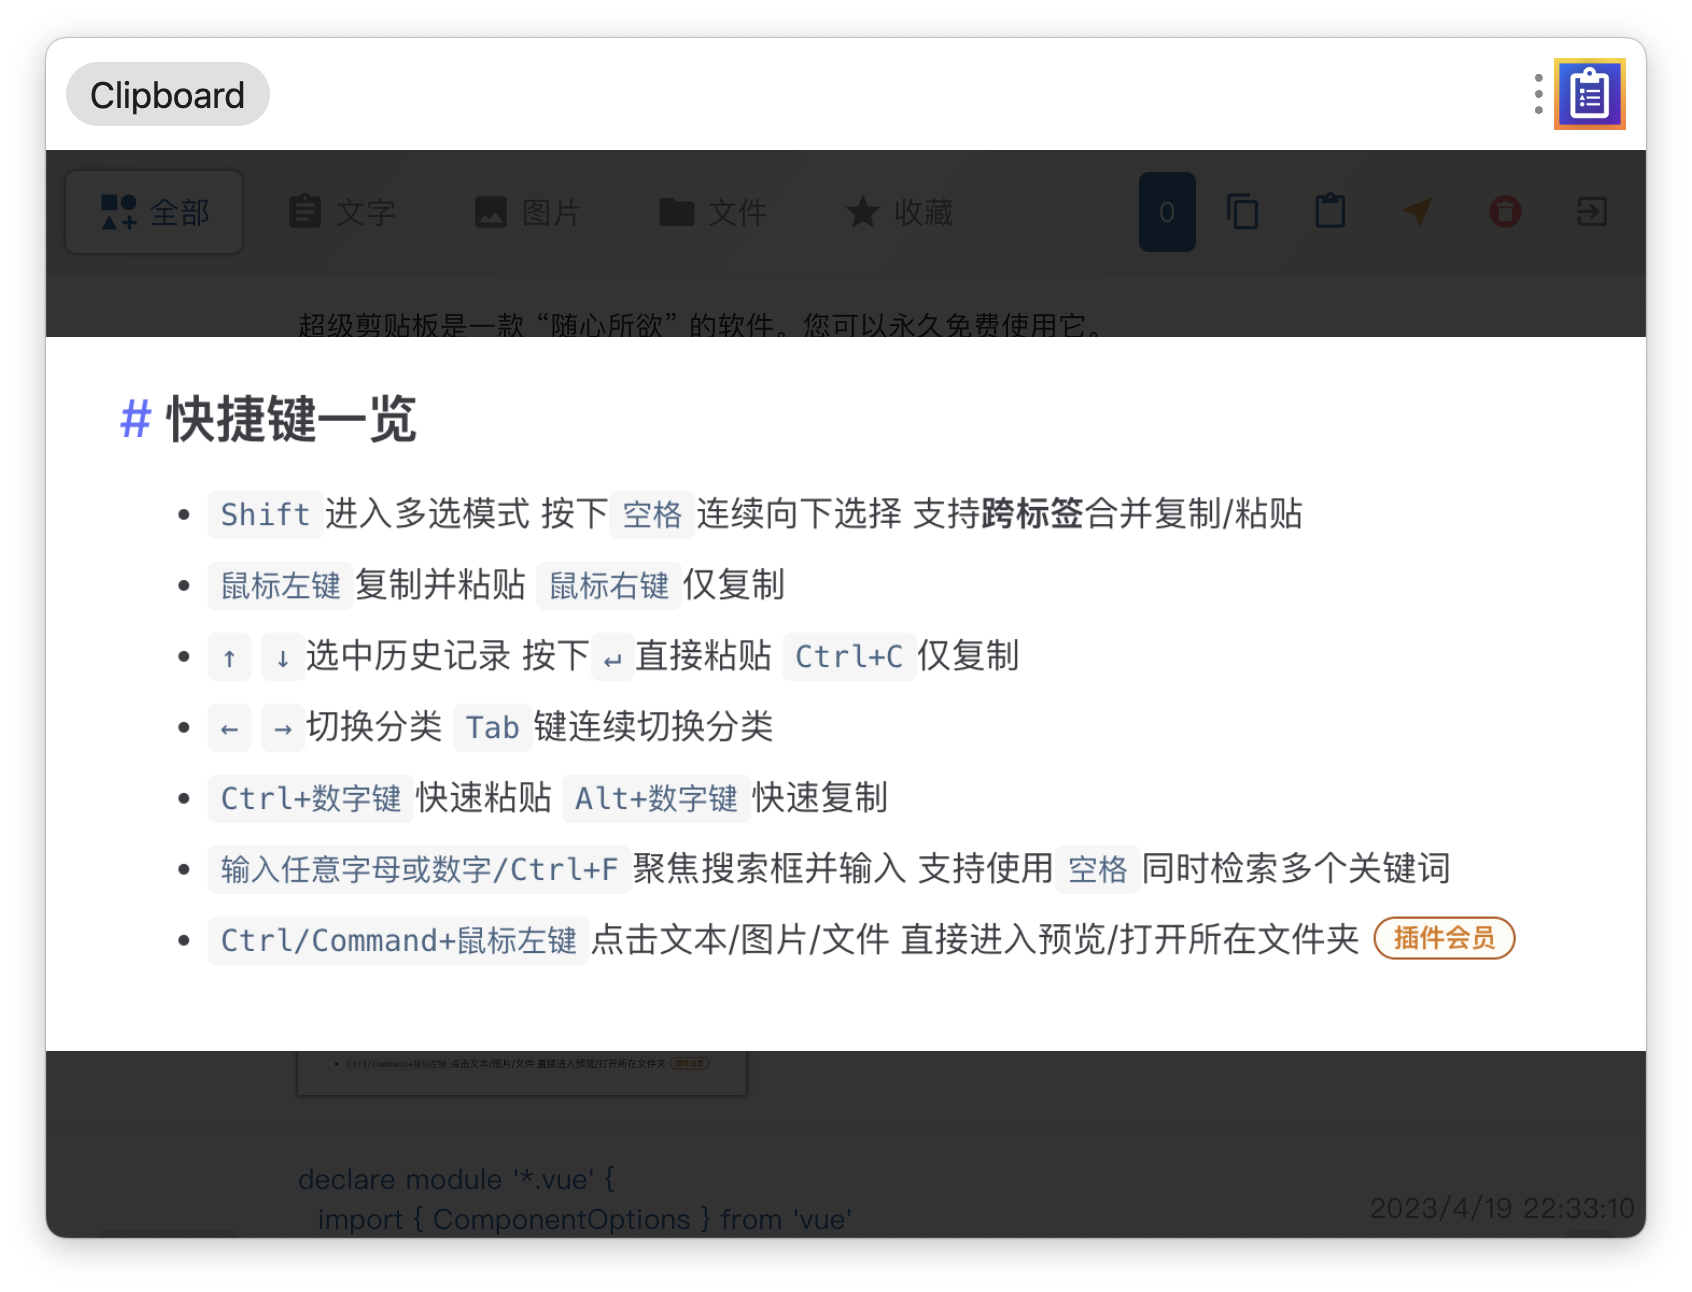 Clipboard
全部 文字 图片 文件 收藏 0
超级剪贴板是一款 “随心所欲” 的软件。您可以永久免费使用它。
# 快捷键一览
• Shift 进入多选模式 按下 空格 连续向下选择 支持跨标签合并复制/粘贴
• 鼠标左键 复制并粘贴 鼠标右键 仅复制
• ↑ ↓ 选中历史记录 按下 ↵ 直接粘贴 Ctrl+C 仅复制
• ← → 切换分类 Tab 键连续切换分类
• Ctrl+数字键 快速粘贴 Alt+数字键 快速复制
• 输入任意字母或数字/Ctrl+F 聚焦搜索框并输入 支持使用 空格 同时检索多个关键词
• Ctrl/Command+鼠标左键 点击文本/图片/文件 直接进入预览/打开所在文件夹 插件会员
• Ctrl/Command+鼠标左键 点击文本/图片/文件 直接进入预览/打开所在文件夹 插件会员
declare module '*.vue' {
import { ComponentOptions } from 'vue'
2023/4/19 22:33:10